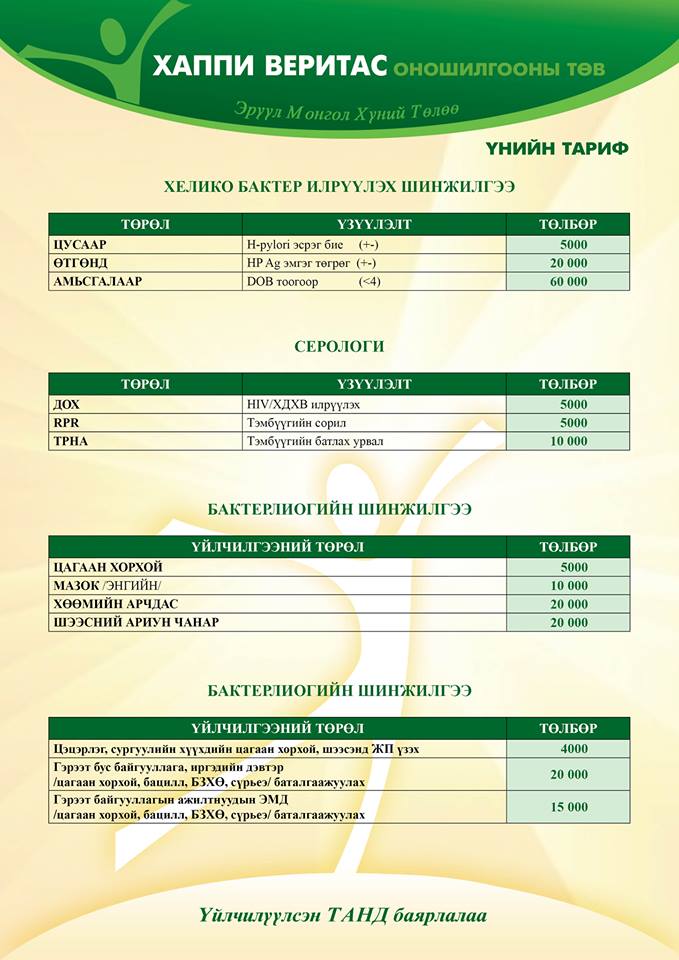 ХАППИ ВЕРИТАС ОНОШИЛГООНЫ ТӨВ
Эрүүл Монгол Хүний Төлөө
ҮНИЙН ТАРИФ
ХЕЛИКО БАКТЕР ИЛРҮҮЛЭХ ШИНЖИЛГЭЭ
ТӨРӨЛ ҮЗҮҮЛЭЛТ ТӨЛБӨР
ЦУСААР H-pylori эсрэг бие (+-) 5000
ӨТГӨНД HP Ag эмгэг төгрөг (+-) 20 000
АМЬСГАЛААР DOB тоогоор (<4) 60 000
СЕРОЛОГИ
ТӨРӨЛ ҮЗҮҮЛЭЛТ ТӨЛБӨР
ДОХ HIV/ХДХВ илрүүлэх 5000
RPR Тэмбүүгийн сорил 5000
TPHA Тэмбүүгийн батлах урвал 10 000
БАКТЕРЛИОГИЙН ШИНЖИЛГЭЭ
ҮЙЛЧИЛГЭЭНИЙ ТӨРӨЛ ТӨЛБӨР
ЦАГААН ХОРХОЙ 5000
МАЗОК /ЭНГИЙН/ 10 000
ХӨӨМИЙН АРЧДАС 20 000
ШЭЭСНИЙ АРИУН ЧАНАР 20 000
БАКТЕРЛИОГИЙН ШИНЖИЛГЭЭ
ҮЙЛЧИЛГЭЭНИЙ ТӨРӨЛ ТӨЛБӨР
Цэцэрлэг, сургуулийн хүүхдийн цагаан хорхой, шээсэнд ЖП үзэх 4000
Гэрээт бус байгууллага, иргэдийн дэвтэр
/цагаан хорхой, бацилл, БЗХӨ, сүрьеэ/ баталгаажуулах 20 000
Гэрээт байгууллагын ажилтнуудын ЭМД
/цагаан хорхой, бацилл, БЗХӨ, сүрьеэ/ баталгаажуулах 15 000
Үйлчилүүлсэн ТАНД баярлалаа